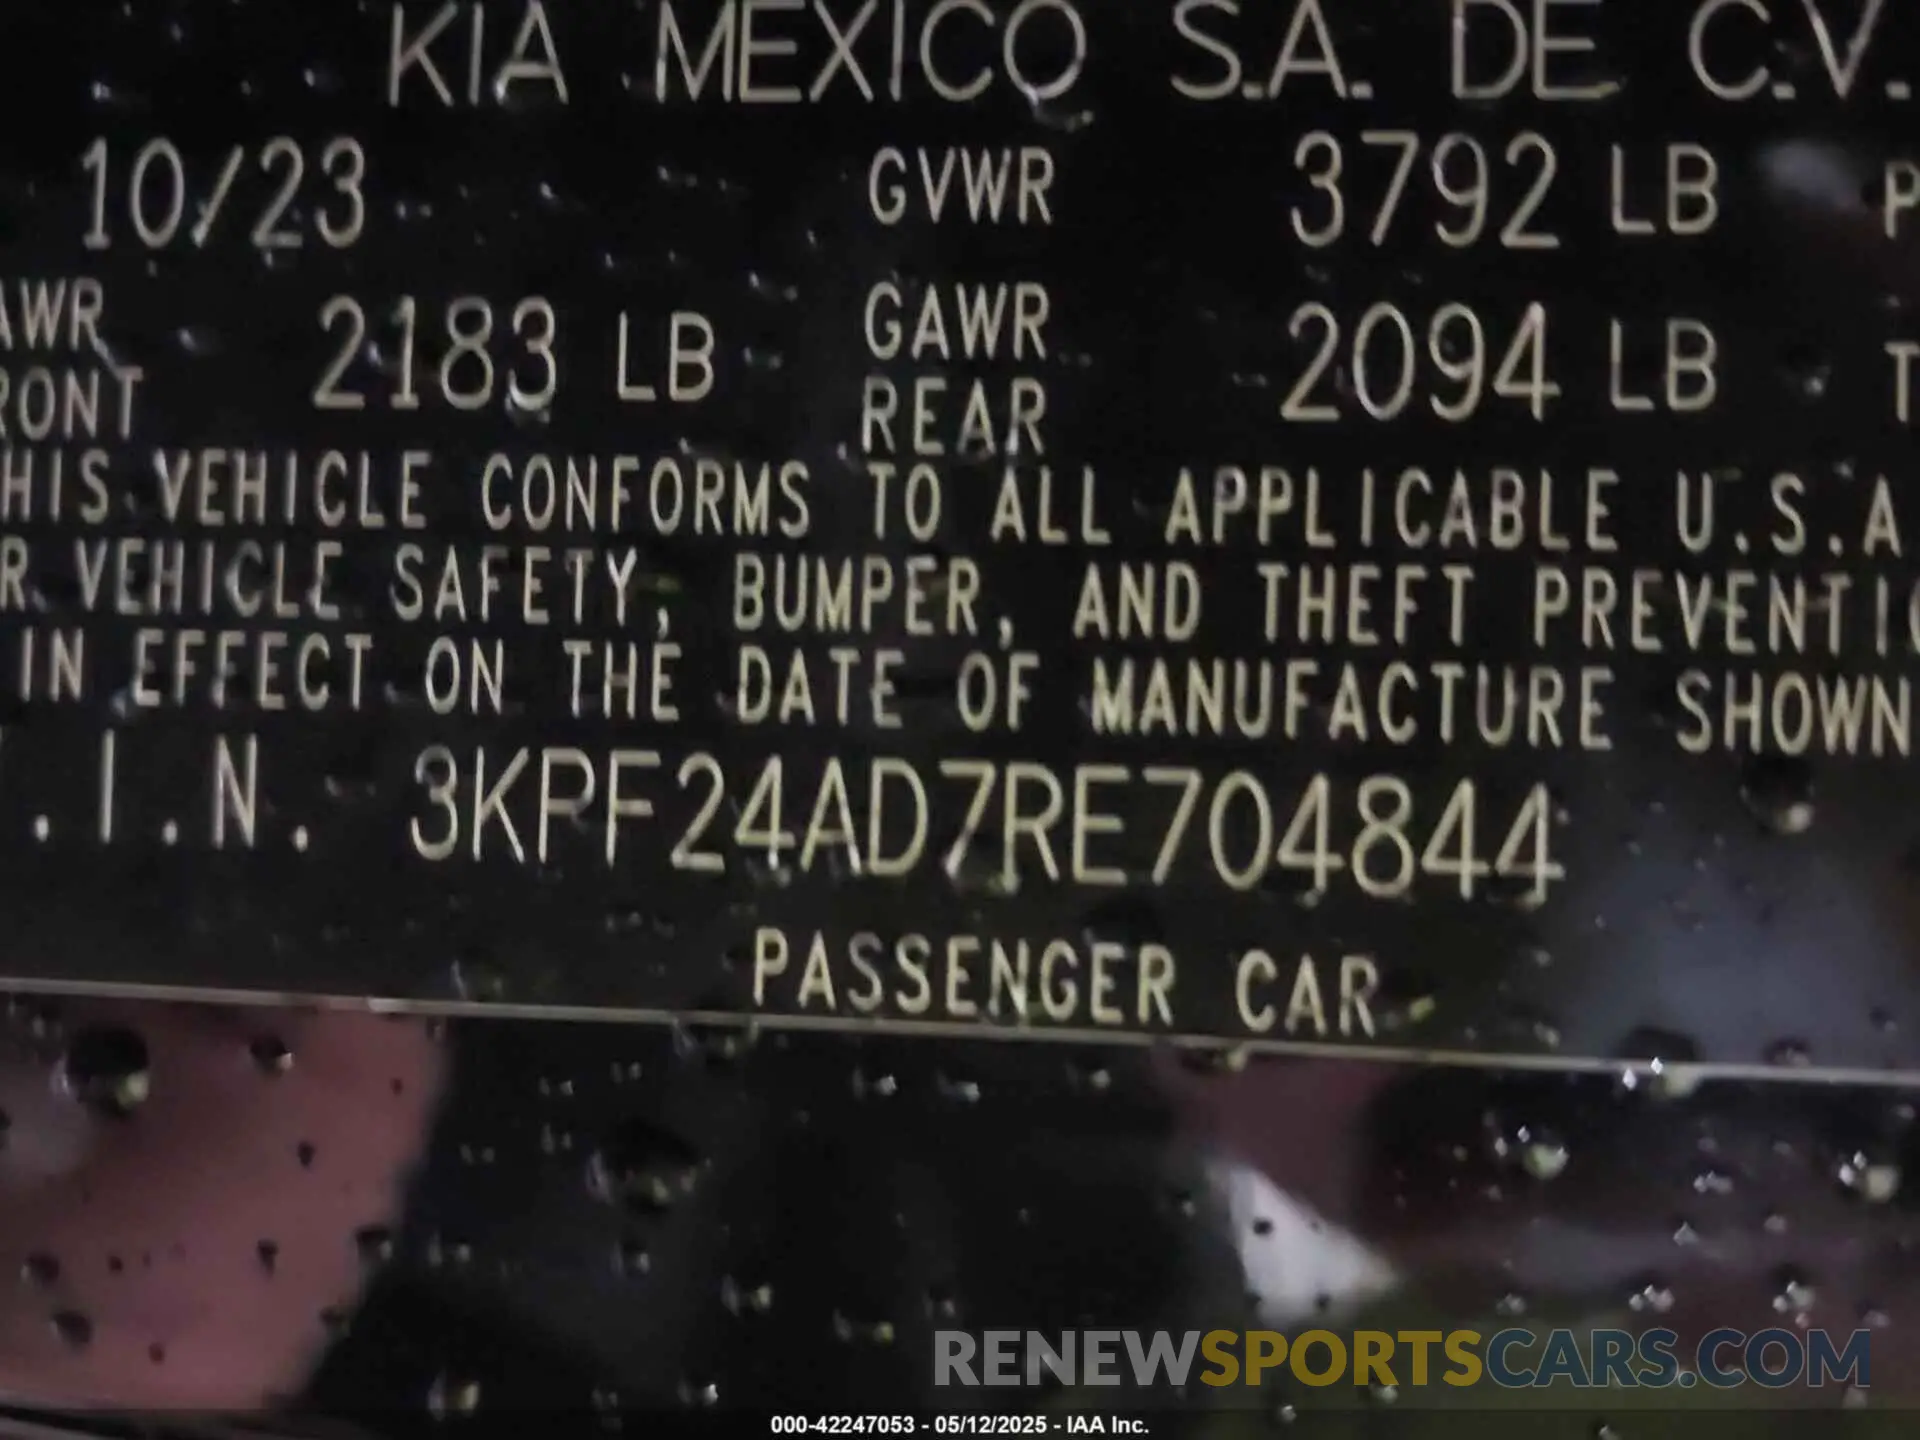 KIA MEXICO S.A. DE C.V.
10/23 GVWR 3792 LB P
AWR FRONT 2183 LB GAWR REAR 2094 LB T
HIS VEHICLE CONFORMS TO ALL APPLICABLE U.S.A
R VEHICLE SAFETY, BUMPER, AND THEFT PREVENTI
IN EFFECT ON THE DATE OF MANUFACTURE SHOWN
.I.N. 3KPF24AD7RE704844
PASSENGER CAR
RENEWSPORTSCARS.COM
000-42247053 - 05/12/2025 - IAA Inc.